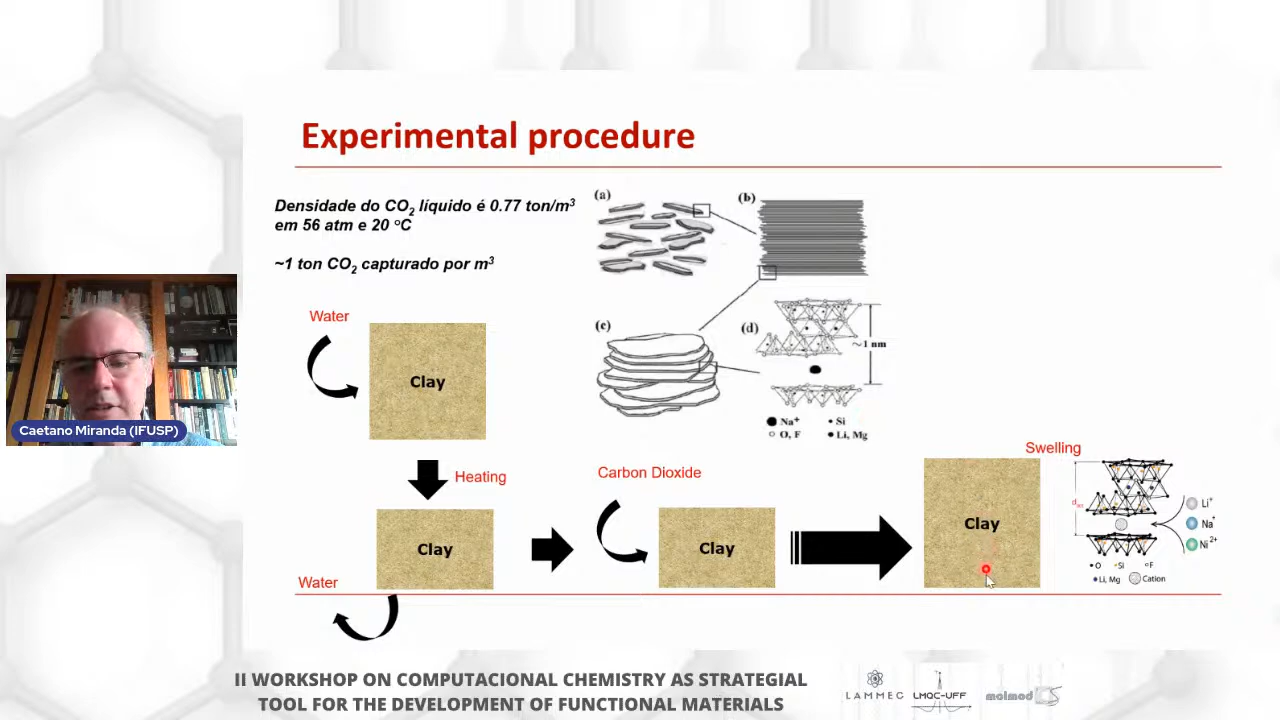 Experimental procedure
Densidade do CO2 líquido é 0.77 ton/m3
em 56 atm e 20 °C
~1 ton CO2 capturado por m3
(a)
(b)
(c)
(d)
~1 nm
Na+
Si
O, F
Li, Mg
Water
Clay
Heating
Clay
Water
Carbon Dioxide
Clay
Swelling
Clay
Li+
Na+
Ni2+
O
Si
F
Li, Mg
Cation
Caetano Miranda (IFUSP)
II WORKSHOP ON COMPUTACIONAL CHEMISTRY AS STRATEGIAL
TOOL FOR THE DEVELOPMENT OF FUNCTIONAL MATERIALS
LAMMEC
LMQC-UFF
molmod